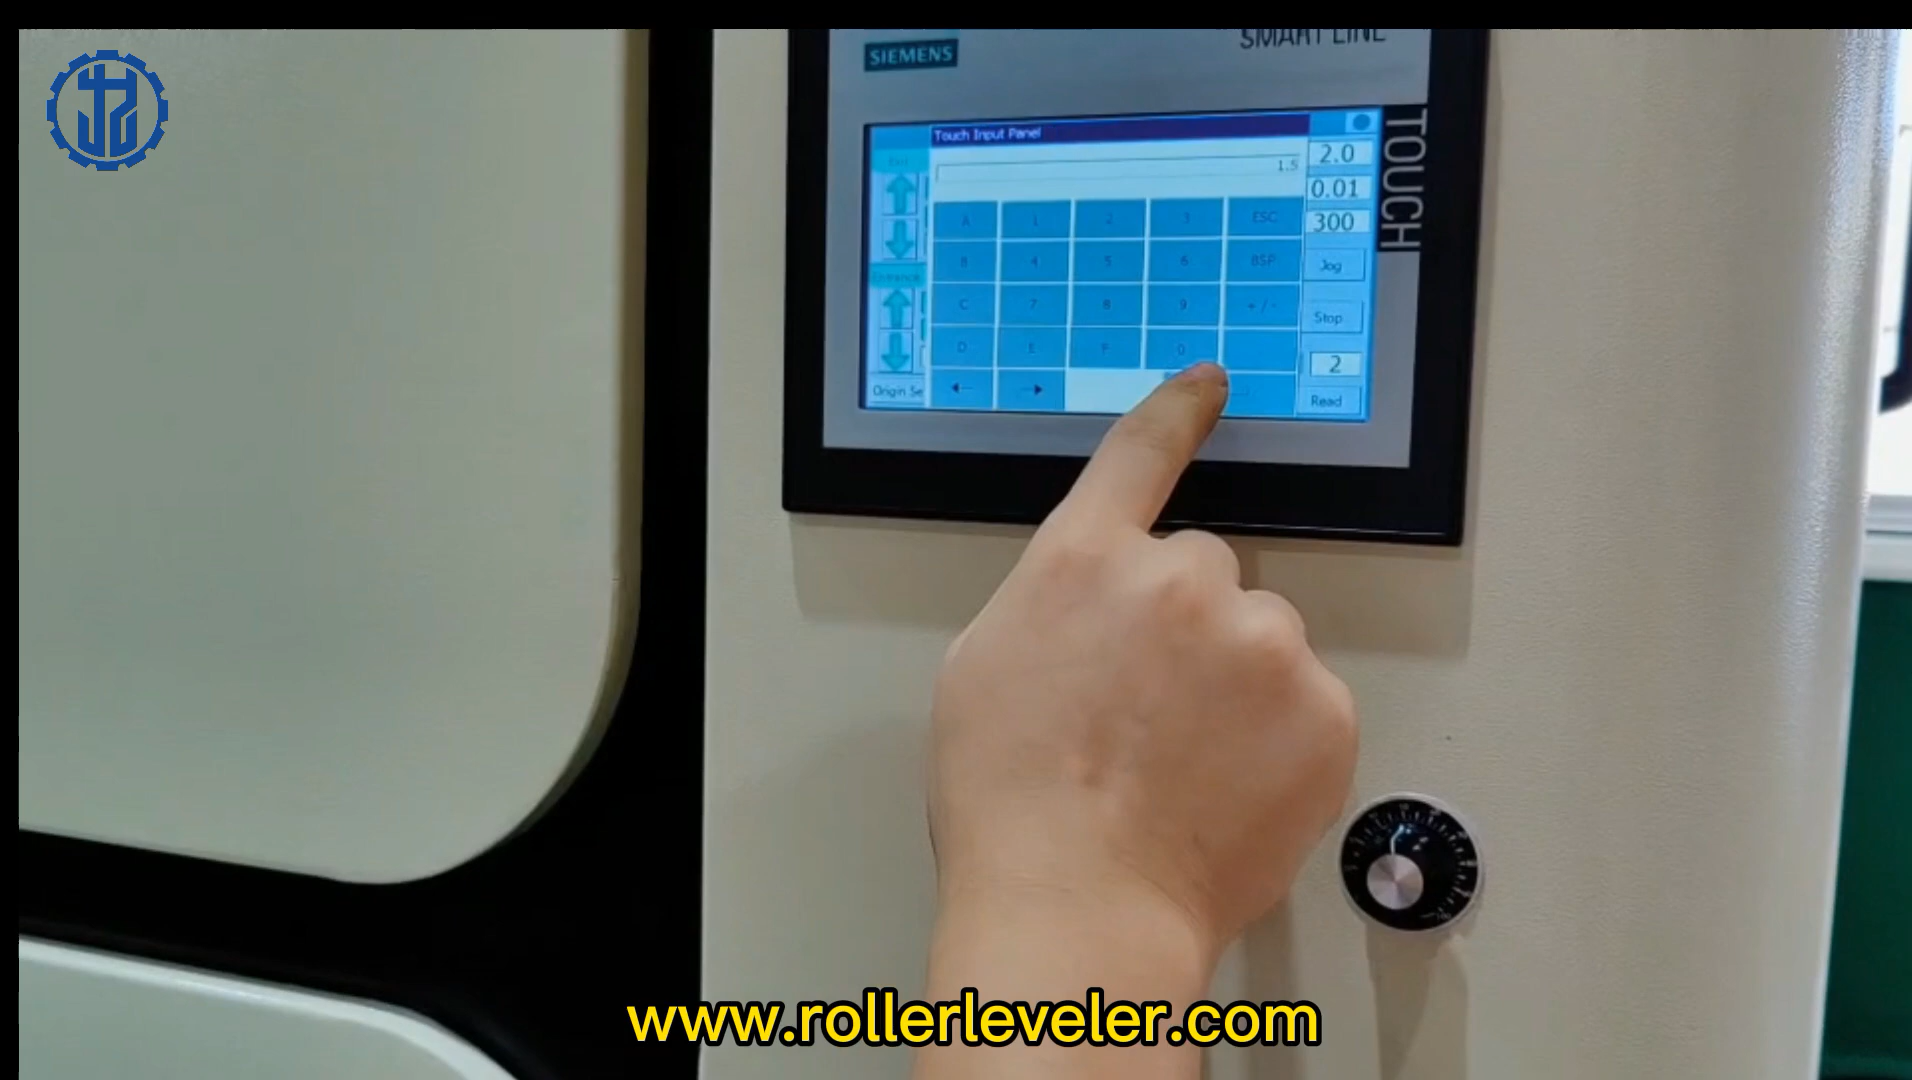 SIEMENS
SMART LINE
TOUCH
Touch Input Panel
1.5
2.0
0.01
300
A 1 2 3 ESC
B 4 5 6 BSP
C 7 8 9 +/-
D E F 0
Jog
Stop
2
Read
Entrance
Origin Se
www.rollerleveler.com